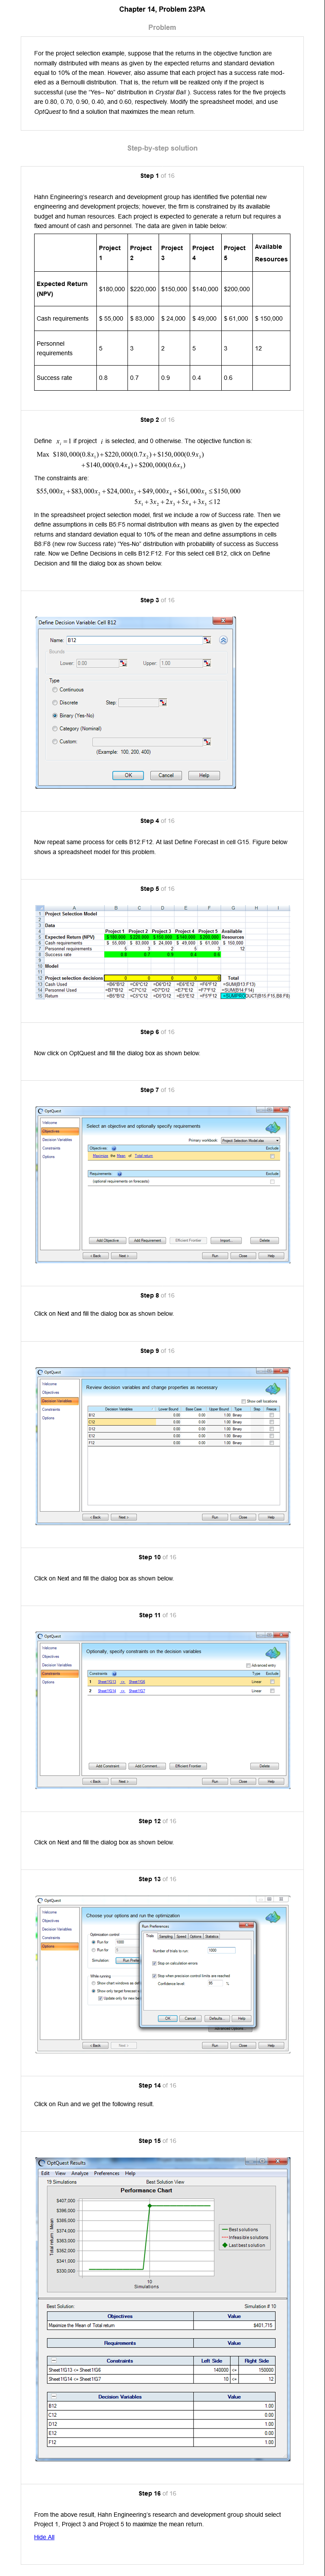 Chapter 14, Problem 23PA
Problem
For the project selection example, suppose that the returns in the objective function are
normally distributed with means as given by the expected returns and standard deviation
equal to 10% of the mean. However, also assume that each project has a success rate mod-
eled as a Bernoulli distribution. That is, the return will be realized only if the project is
successful (use the "Yes– No" distribution in Crystal Ball ). Success rates for the five projects
are 0.80, 0.70, 0.90, 0.40, and 0.60, respectively. Modify the spreadsheet model, and use
OptQuest to find a solution that maximizes the mean return.
Step-by-step solution
Step 1 of 16
Hahn Engineering's research and development group has identified five potential new
engineering and development projects; however, the firm is constrained by its available
budget and human resources. Each project is expected to generate a return but requires a
fixed amount of cash and personnel. The data are given in table below:
Project 1 Project 2 Project 3 Project 4 Project 5 Available Resources
Expected Return (NPV) $180,000 $220,000 $150,000 $140,000 $200,000
Cash requirements $ 55,000 $ 83,000 $ 24,000 $ 49,000 $ 61,000 $ 150,000
Personnel requirements 5 3 2 5 3 12
Success rate 0.8 0.7 0.9 0.4 0.6
Step 2 of 16
Define x_i = 1 if project i is selected, and 0 otherwise. The objective function is:
Max $180,000(0.8x₁)+$220,000(0.7x₂)+$150,000(0.9x₃)
+$140,000(0.4x₄)+$200,000(0.6x₅)
The constraints are:
$55,000x₁+$83,000x₂+$24,000x₃+$49,000x₄+$61,000x₅ ≤ $150,000
5x₁+3x₂+2x₃+5x₄+3x₅ ≤ 12
In the spreadsheet project selection model, first we include a row of Success rate. Then we
define assumptions in cells B5:F5 normal distribution with means as given by the expected
returns and standard deviation equal to 10% of the mean and define assumptions in cells
B8:F8 (new row Success rate) "Yes-No" distribution with probability of success as Success
rate. Now we Define Decisions in cells B12:F12. For this select cell B12, click on Define
Decision and fill the dialog box as shown below.
Step 3 of 16
Define Decision Variable: Cell B12
Name: B12
Bounds
Lower: 0.00 Upper: 1.00
Type
Continuous
Discrete Step:
Binary (Yes-No)
Category (Nominal)
Custom:
(Example: 100, 200, 400)
OK Cancel Help
Step 4 of 16
Now repeat same process for cells B12:F12. At last Define Forecast in cell G15. Figure below
shows a spreadsheet model for this problem.
Step 5 of 16
A B C D E F G H I
1 Project Selection Model
2
3 Data
4 Project 1 Project 2 Project 3 Project 4 Project 5 Available
5 Expected Return (NPV) $ 180,000 $ 220,000 $ 150,000 $ 140,000 $ 200,000 Resources
6 Cash requirements $ 55,000 $ 83,000 $ 24,000 $ 49,000 $ 61,000 $ 150,000
7 Personnel requirements 5 3 2 5 3 12
8 Success rate 0.8 0.7 0.9 0.4 0.6
10 Model
11
12 Project selection decisions 0 0 0 0 0 Total
13 Cash Used =B6*B12 =C6*C12 =D6*D12 =E6*E12 =F6*F12 =SUM(B13:F13)
14 Personnel Used =B7*B12 =C7*C12 =D7*D12 =E7*E12 =F7*F12 =SUM(B14:F14)
15 Return =B5*B12 =C5*C12 =D5*D12 =E5*E12 =F5*F12 =SUMPRODUCT(B15:F15,B8:F8)
Step 6 of 16
Now click on OptQuest and fill the dialog box as shown below.
Step 7 of 16
OptQuest
Welcome
Objectives
Decision Variables
Constraints
Options
Select an objective and optionally specify requirements
Primary workbook: Project Selection Model.xlsx
Objectives: Exclude
Maximize the Mean of Total return
Requirements: Exclude
(optional requirements on forecasts)
Add Objective Add Requirement Efficient Frontier Import... Delete
< Back Next > Run Close Help
Step 8 of 16
Click on Next and fill the dialog box as shown below.
Step 9 of 16
OptQuest
Welcome
Objectives
Decision Variables
Constraints
Options
Review decision variables and change properties as necessary
Show cell locations
Decision Variables Lower Bound Base Case Upper Bound Type Step Freeze
B12 0.00 0.00 1.00 Binary
C12 0.00 0.00 1.00 Binary
D12 0.00 0.00 1.00 Binary
E12 0.00 0.00 1.00 Binary
F12 0.00 0.00 1.00 Binary
< Back Next > Run Close Help
Step 10 of 16
Click on Next and fill the dialog box as shown below.
Step 11 of 16
OptQuest
Welcome
Objectives
Decision Variables
Constraints
Options
Optionally, specify constraints on the decision variables
Advanced entry
Constraints: Type Exclude
1 Sheet1!G13 <= Sheet1!G6 Linear
2 Sheet1!G14 <= Sheet1!G7 Linear
Add Constraint Add Comment... Efficient Frontier Delete
< Back Next > Run Close Help
Step 12 of 16
Click on Next and fill the dialog box as shown below.
Step 13 of 16
OptQuest
Welcome
Objectives
Decision Variables
Constraints
Options
Choose your options and run the optimization
Optimization control
Run for 1000
Run for 5
Simulation: Run Prefe
While running
Show chart windows as def
Show only target forecast w
Update only for new be
Run Preferences
Trials Sampling Speed Options Statistics
Number of trials to run: 1000
Stop on calculation errors
Stop when precision control limits are reached
Confidence level: 95 %
OK Cancel Defaults... Help
Advanced Options...
< Back Next > Run Close Help
Step 14 of 16
Click on Run and we get the following result.
Step 15 of 16
OptQuest Results
Edit View Analyze Preferences Help
19 Simulations Best Solution View
Performance Chart
Total return - Mean
$407,000
$396,000
$385,000
$374,000
$363,000
$352,000
$341,000
$330,000
10
Simulations
Best solutions
Infeasible solutions
Last best solution
Best Solution: Simulation # 10
Objectives Value
Maximize the Mean of Total return $401,715
Requirements Value
Constraints Left Side Right Side
Sheet1!G13 <= Sheet1!G6 140000 <= 150000
Sheet1!G14 <= Sheet1!G7 10 <= 12
Decision Variables Value
B12 1.00
C12 0.00
D12 1.00
E12 0.00
F12 1.00
Step 16 of 16
From the above result, Hahn Engineering's research and development group should select
Project 1, Project 3 and Project 5 to maximize the mean return.
Hide All